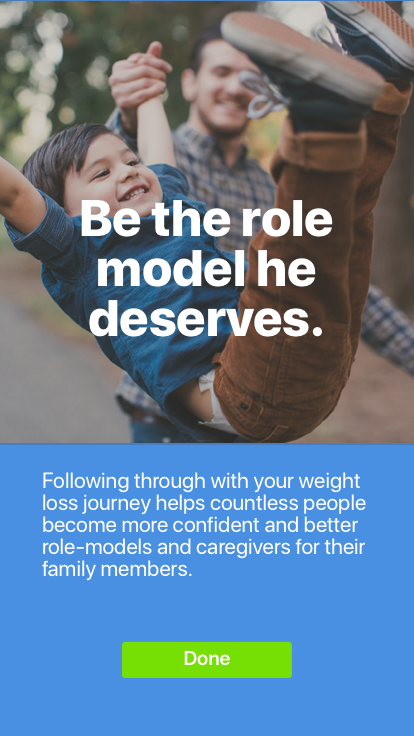 Be the role
model he
deserves.
Following through with your weight
loss journey helps countless people
become more confident and better
role-models and caregivers for their
family members.
Done